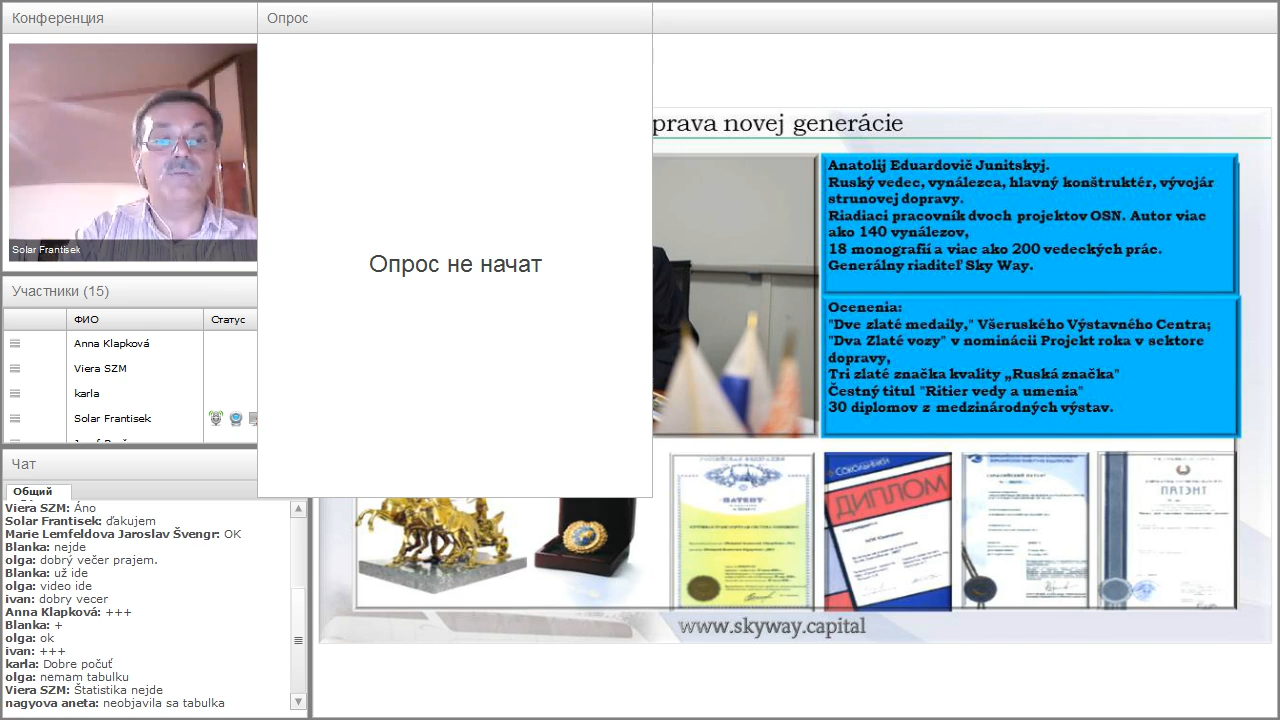 Конференция
Опрос
Solar Frantisek
Опрос не начат
Участники (15)
ФИО
Статус
Anna Klapková
Viera SZM
karla
Solar Frantisek
Чат
Общий
Viera SZM: Áno
Solar Frantisek: ďakujem
Marie Lemfeldova Jaroslav Švengr: OK
Blanka: nejde
olga: dobrý večer prajem.
Blanka: už ide
olga: video ide
ivan: dobry večer
Anna Klapková: +++
Blanka: +
olga: ok
ivan: +++
karla: Dobre počuť
olga: nemam tabulku
Viera SZM: Štatistika nejde
nagyova aneta: neobjavila sa tabulka
prava novej generácie
Anatolij Eduardovič Junitskyj.
Ruský vedec, vynálezca, hlavný konštruktér, vývojár
strunovej dopravy.
Riadiaci pracovník dvoch projektov OSN. Autor viac
ako 140 vynálezov,
18 monografií a viac ako 200 vedeckých prác.
Generálny riaditeľ Sky Way.
Ocenenia:
"Dve zlaté medaily," Všeruského Výstavného Centra;
"Dva Zlaté vozy" v nominácii Projekt roka v sektore
dopravy,
Tri zlaté značka kvality „Ruská značka"
Čestný titul "Ritier vedy a umenia"
30 diplomov z medzinárodných výstav.
ПАТЕНТ
СОКОЛЬНИКИ
ДИПЛОМ
ПАТЭНТ
www.skyway.capital